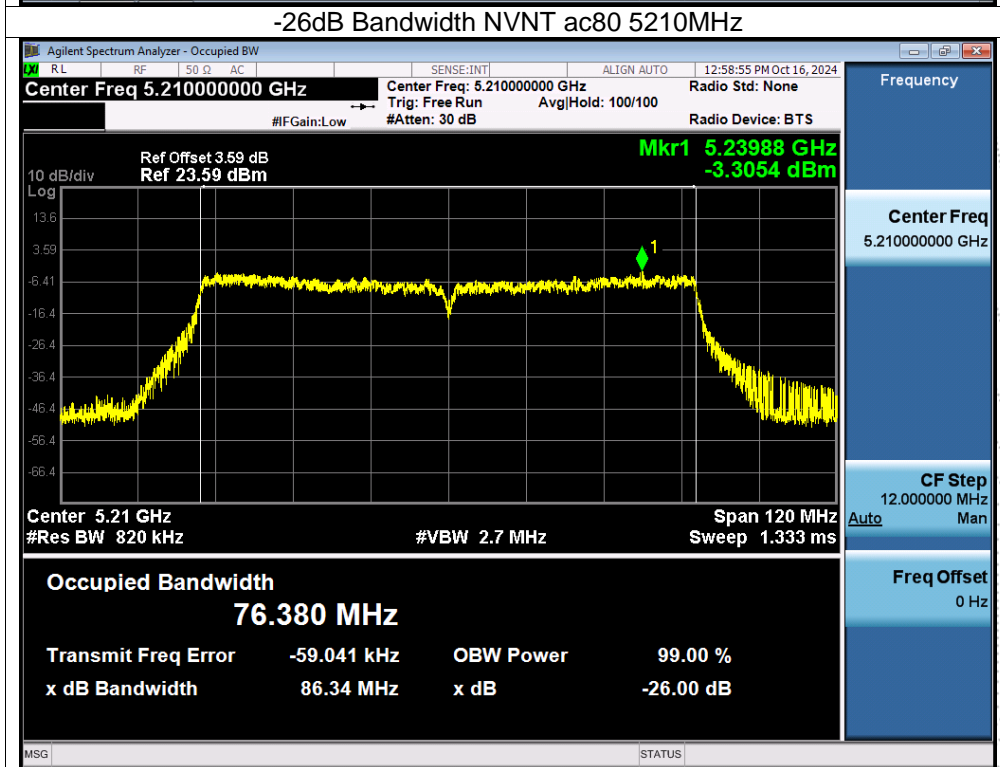 -26dB Bandwidth NVNT ac80 5210MHz
Agilent Spectrum Analyzer - Occupied BW
LXI RL RF 50 Ω AC SENSE:INT ALIGN AUTO 12:58:55 PM Oct 16, 2024
Center Freq 5.210000000 GHz Center Freq: 5.210000000 GHz Radio Std: None
Trig: Free Run Avg|Hold: 100/100
#IFGain:Low #Atten: 30 dB Radio Device: BTS
Mkr1 5.23988 GHz
-3.3054 dBm
Ref Offset 3.59 dB
10 dB/div Ref 23.59 dBm
Log
13.6
3.59
1
-6.41
-16.4
-26.4
-36.4
-46.4
-56.4
-66.4
Center 5.21 GHz Span 120 MHz
#Res BW 820 kHz #VBW 2.7 MHz Sweep 1.333 ms
Occupied Bandwidth
76.380 MHz
Transmit Freq Error -59.041 kHz OBW Power 99.00 %
x dB Bandwidth 86.34 MHz x dB -26.00 dB
MSG STATUS
Frequency
Center Freq
5.210000000 GHz
CF Step
12.000000 MHz
Auto Man
Freq Offset
0 Hz